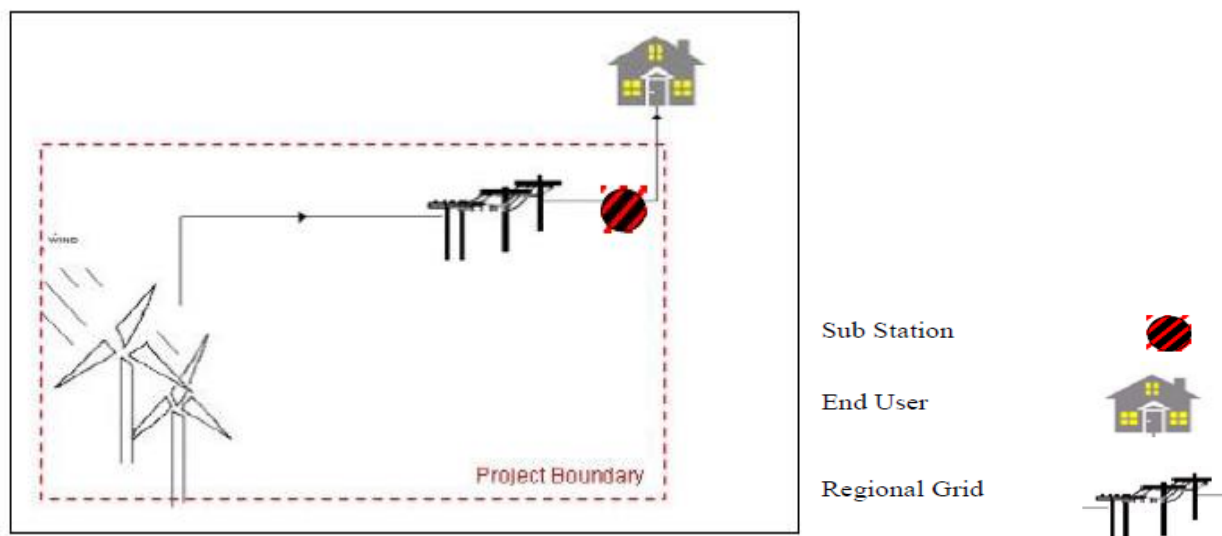 WIND
Project Boundary
Sub Station
End User
Regional Grid